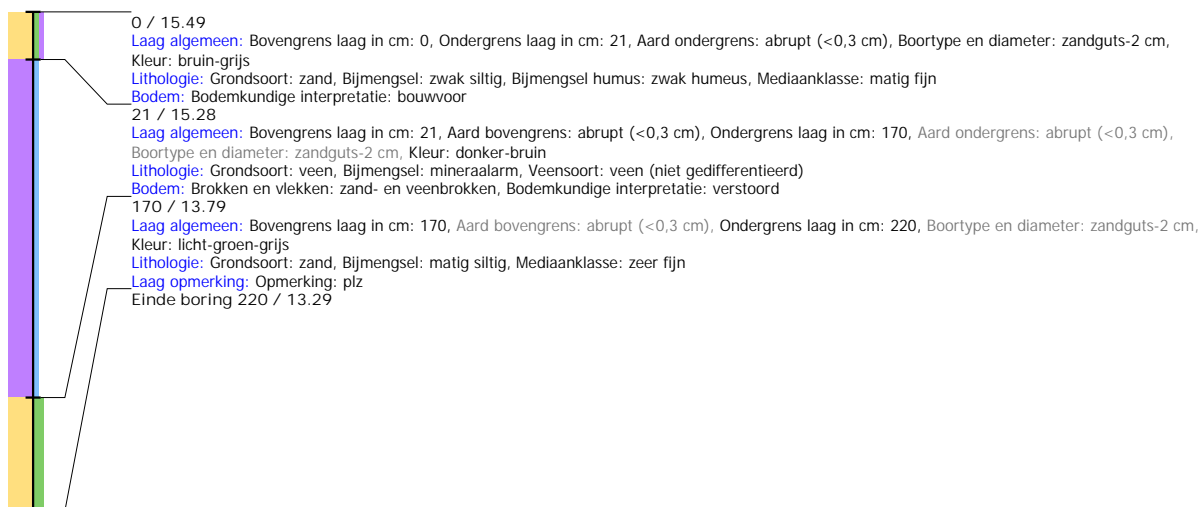 0 / 15.49
Laag algemeen: Bovengrens laag in cm: 0, Ondergrens laag in cm: 21, Aard ondergrens: abrupt (<0,3 cm), Boortype en diameter: zandguts-2 cm,
Kleur: bruin-grijs
Lithologie: Grondsoort: zand, Bijmengsel: zwak siltig, Bijmengsel humus: zwak humeus, Mediaanklasse: matig fijn
Bodem: Bodemkundige interpretatie: bouwvoor
21 / 15.28
Laag algemeen: Bovengrens laag in cm: 21, Aard bovengrens: abrupt (<0,3 cm), Ondergrens laag in cm: 170, Aard ondergrens: abrupt (<0,3 cm),
Boortype en diameter: zandguts-2 cm, Kleur: donker-bruin
Lithologie: Grondsoort: veen, Bijmengsel: mineraalarm, Veensoort: veen (niet gedifferentieerd)
Bodem: Brokken en vlekken: zand- en veenbrokken, Bodemkundige interpretatie: verstoord
170 / 13.79
Laag algemeen: Bovengrens laag in cm: 170, Aard bovengrens: abrupt (<0,3 cm), Ondergrens laag in cm: 220, Boortype en diameter: zandguts-2 cm,
Kleur: licht-groen-grijs
Lithologie: Grondsoort: zand, Bijmengsel: matig siltig, Mediaanklasse: zeer fijn
Laag opmerking: Opmerking: plz
Einde boring 220 / 13.29